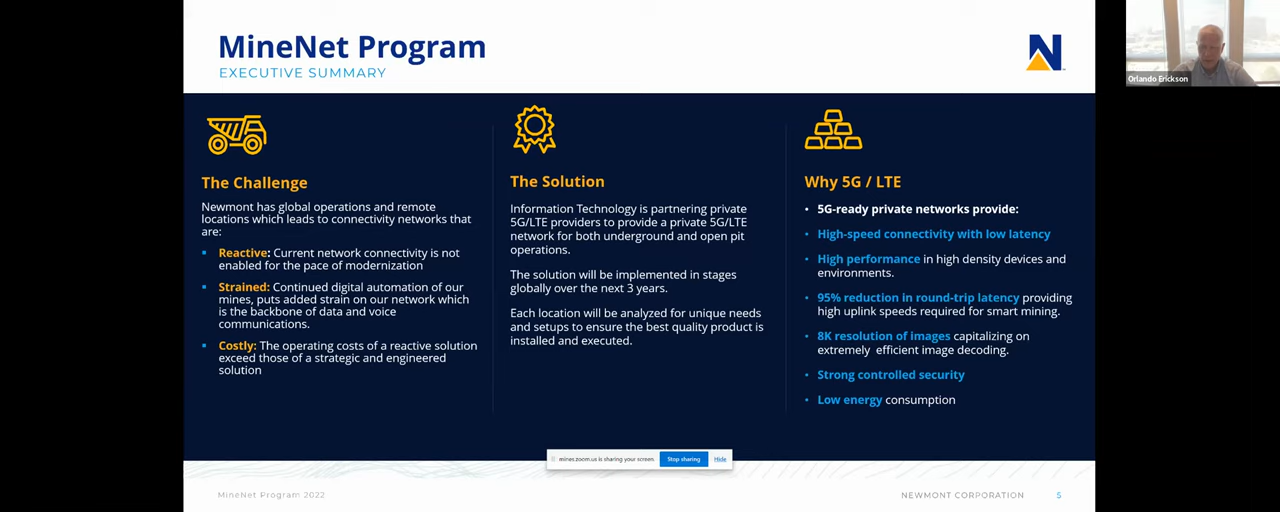 MineNet Program
EXECUTIVE SUMMARY
Orlando Erickson
The Challenge
Newmont has global operations and remote
locations which leads to connectivity networks that
are:
Reactive: Current network connectivity is not
enabled for the pace of modernization
Strained: Continued digital automation of our
mines, puts added strain on our network which
is the backbone of data and voice
communications.
Costly: The operating costs of a reactive solution
exceed those of a strategic and engineered
solution
The Solution
Information Technology is partnering private
5G/LTE providers to provide a private 5G/LTE
network for both underground and open pit
operations.
The solution will be implemented in stages
globally over the next 3 years.
Each location will be analyzed for unique needs
and setups to ensure the best quality product is
installed and executed.
Why 5G / LTE
• 5G-ready private networks provide:
• High-speed connectivity with low latency
• High performance in high density devices and
environments.
• 95% reduction in round-trip latency providing
high uplink speeds required for smart mining.
• 8K resolution of images capitalizing on
extremely efficient image decoding.
• Strong controlled security
• Low energy consumption
mines.zoom.us is sharing your screen. Stop sharing Hide
MineNet Program 2022
NEWMONT CORPORATION 5